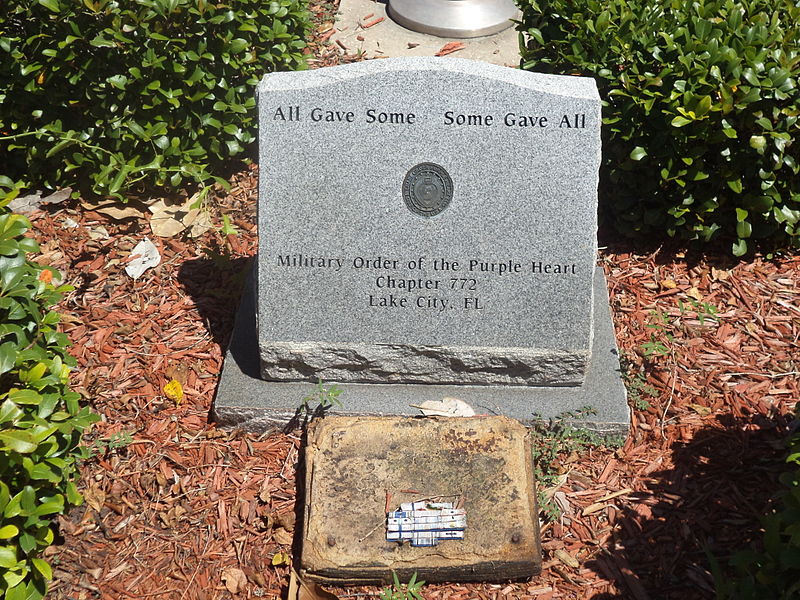 All Gave Some Some Gave All
Military Order of the Purple Heart
Chapter 772
Lake City, FL